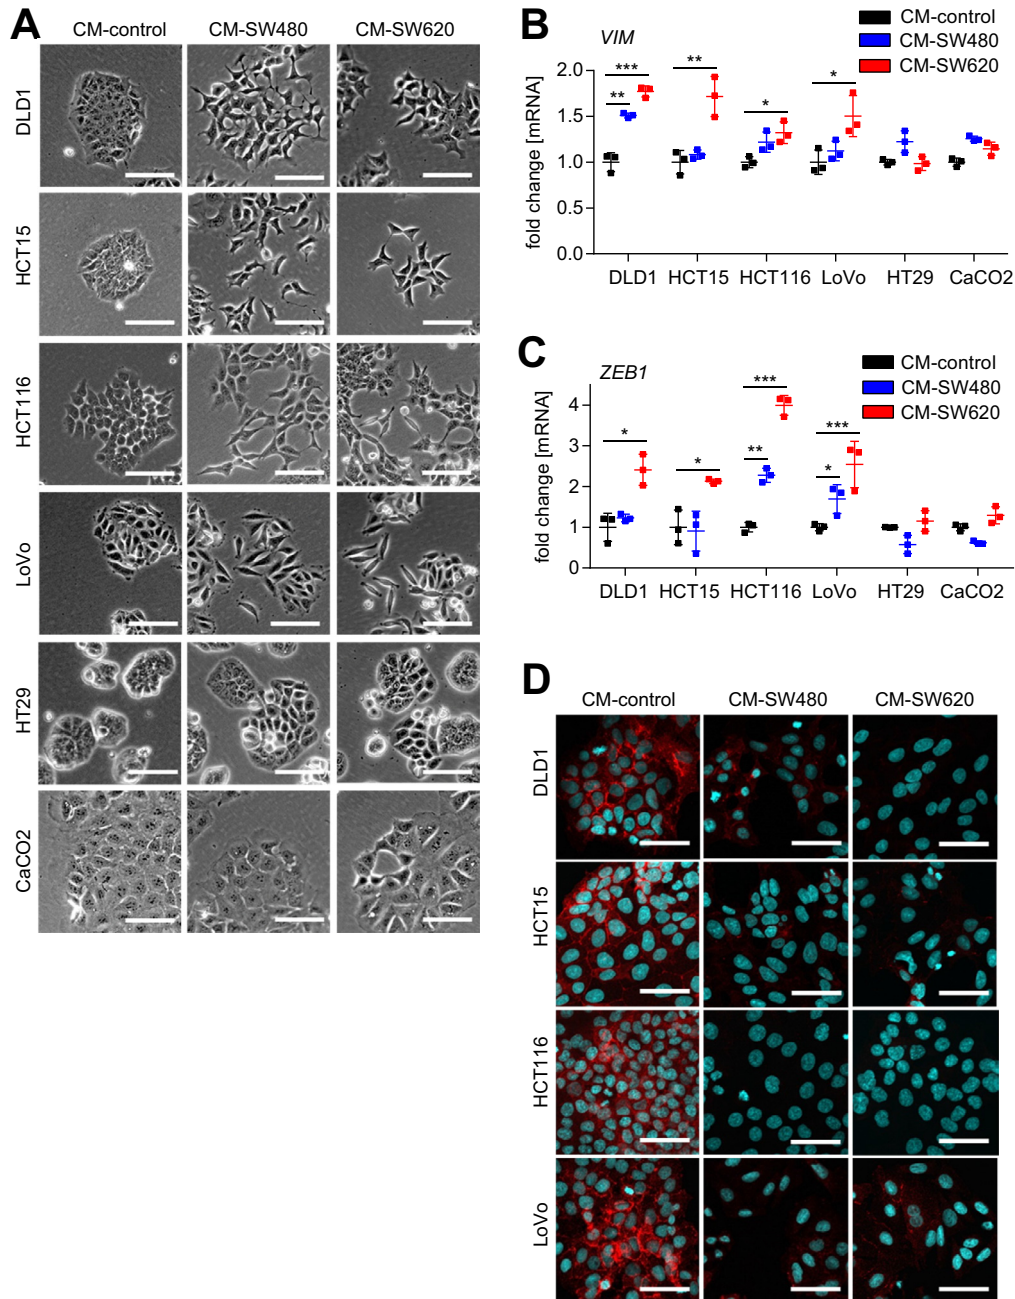 A
CM-control CM-SW480 CM-SW620
DLD1
HCT15
HCT116
LoVo
HT29
CaCO2
B
VIM
CM-control
CM-SW480
CM-SW620
fold change [mRNA]
2.0
1.5
1.0
0.5
0.0
*** ** * *
**
DLD1 HCT15 HCT116 LoVo HT29 CaCO2
C
ZEB1
CM-control
CM-SW480
CM-SW620
fold change [mRNA]
4
3
2
1
0
* * *** ***
** *
DLD1 HCT15 HCT116 LoVo HT29 CaCO2
D
CM-control CM-SW480 CM-SW620
DLD1
HCT15
HCT116
LoVo